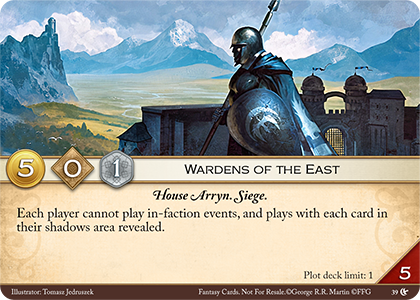 5 0 1 WARDENS OF THE EAST
House Arryn. Siege.
Each player cannot play in-faction events, and plays with each card in
their shadows area revealed.
Plot deck limit: 1
5
Illustrator: Tomasz Jedruszek Fantasy Cards. Not For Resale. ©George R.R. Martin ©FFG 39